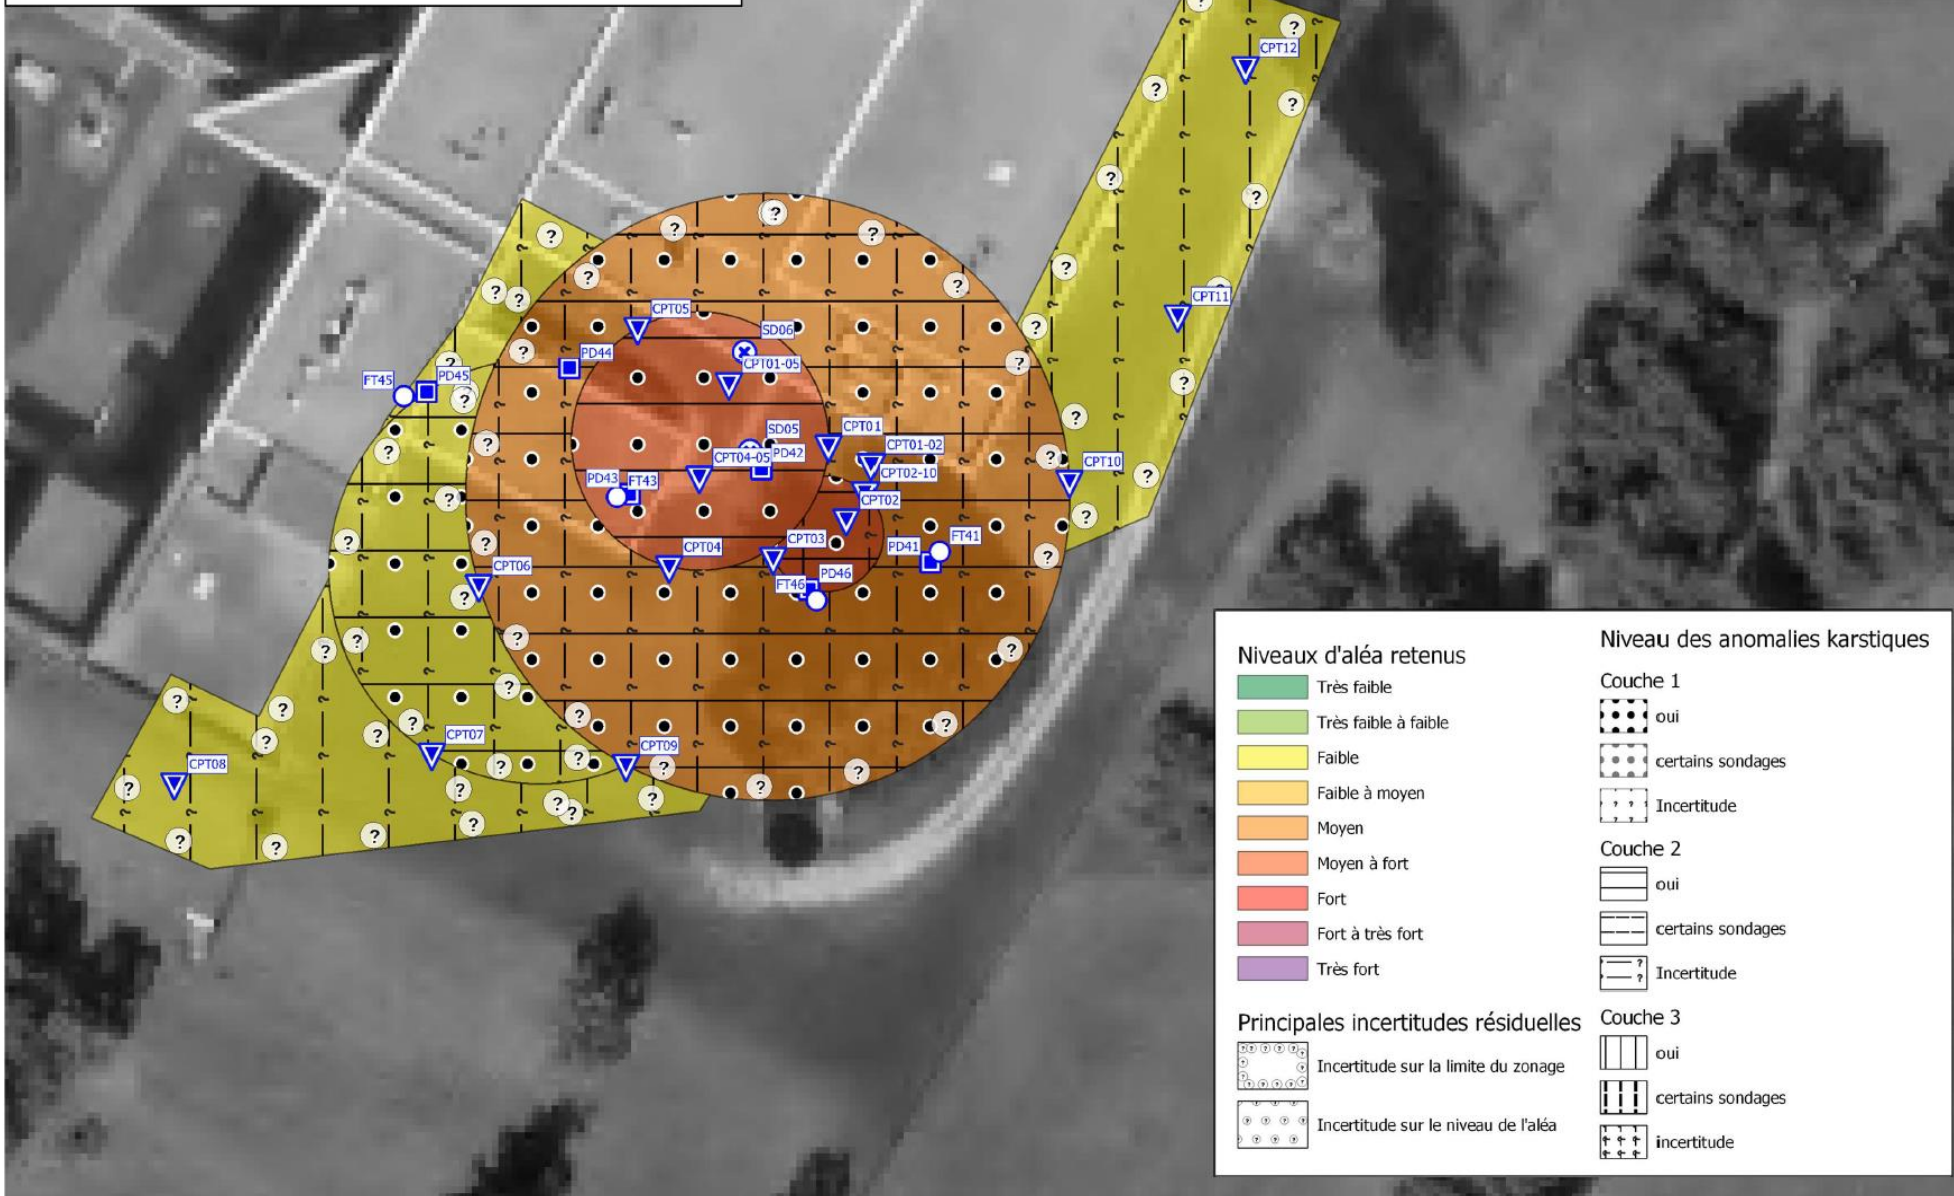 CPT12
CPT11
CPT05
SD06
PD44
CPT01-05
FT45
PD45
SD05
CPT01
CPT01-02
CPT04-05
PD42
CPT10
CPT02-10
PD43
FT43
CPT02
CPT03
FT41
CPT04
PD41
CPT06
FT46
PD46
CPT07
CPT09
CPT08
Niveaux d'aléa retenus
Très faible
Très faible à faible
Faible
Faible à moyen
Moyen
Moyen à fort
Fort
Fort à très fort
Très fort
Principales incertitudes résiduelles
Incertitude sur la limite du zonage
Incertitude sur le niveau de l'aléa
Niveau des anomalies karstiques
Couche 1
oui
certains sondages
Incertitude
Couche 2
oui
certains sondages
Incertitude
Couche 3
oui
certains sondages
incertitude